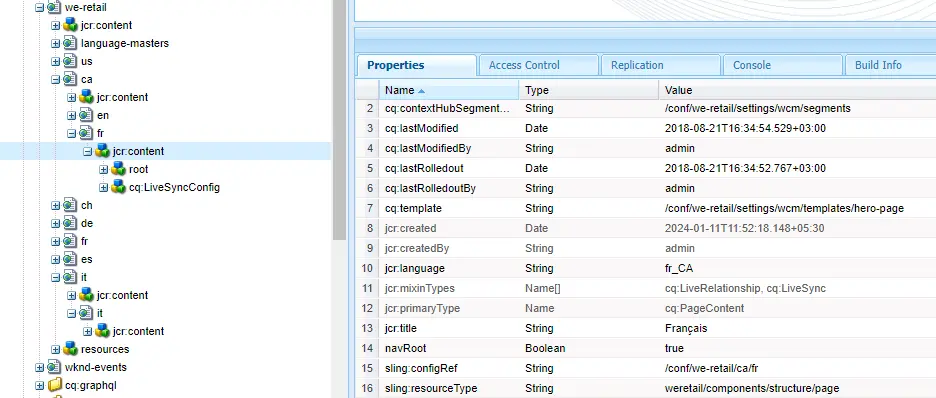 we-retail
jcr:content
language-masters
us
ca
jcr:content
en
fr
jcr:content
root
cq:LiveSyncConfig
ch
de
fr
es
it
jcr:content
it
jcr:content
resources
wknd-events
cq:graphql
Properties Access Control Replication Console Build Info
Name Type Value
2 cq:contextHubSegment... String /conf/we-retail/settings/wcm/segments
3 cq:lastModified Date 2018-08-21T16:34:54.529+03:00
4 cq:lastModifiedBy String admin
5 cq:lastRolledout Date 2018-08-21T16:34:52.767+03:00
6 cq:lastRolledoutBy String admin
7 cq:template String /conf/we-retail/settings/wcm/templates/hero-page
8 jcr:created Date 2024-01-11T11:52:18.148+05:30
9 jcr:createdBy String admin
10 jcr:language String fr_CA
11 jcr:mixinTypes Name[] cq:LiveRelationship, cq:LiveSync
12 jcr:primaryType Name cq:PageContent
13 jcr:title String Français
14 navRoot Boolean true
15 sling:configRef String /conf/we-retail/ca/fr
16 sling:resourceType String weretail/components/structure/page